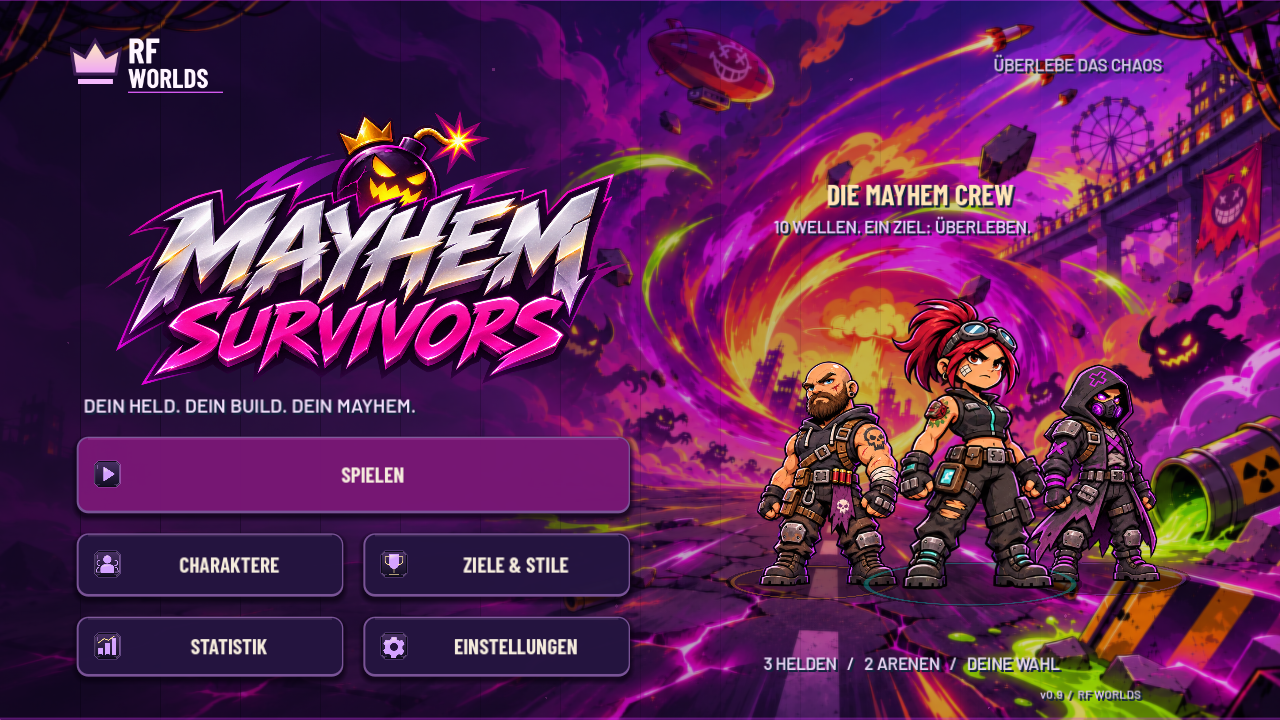 RF
WORLDS
ÜBERLEBE DAS CHAOS
MAYHEM
SURVIVORS
DIE MAYHEM CREW
10 WELLEN. EIN ZIEL: ÜBERLEBEN.
DEIN HELD. DEIN BUILD. DEIN MAYHEM.
SPIELEN
CHARAKTERE
ZIELE & STILE
STATISTIK
EINSTELLUNGEN
3 HELDEN / 2 ARENEN / DEINE WAHL
v0.9 / RF WORLDS